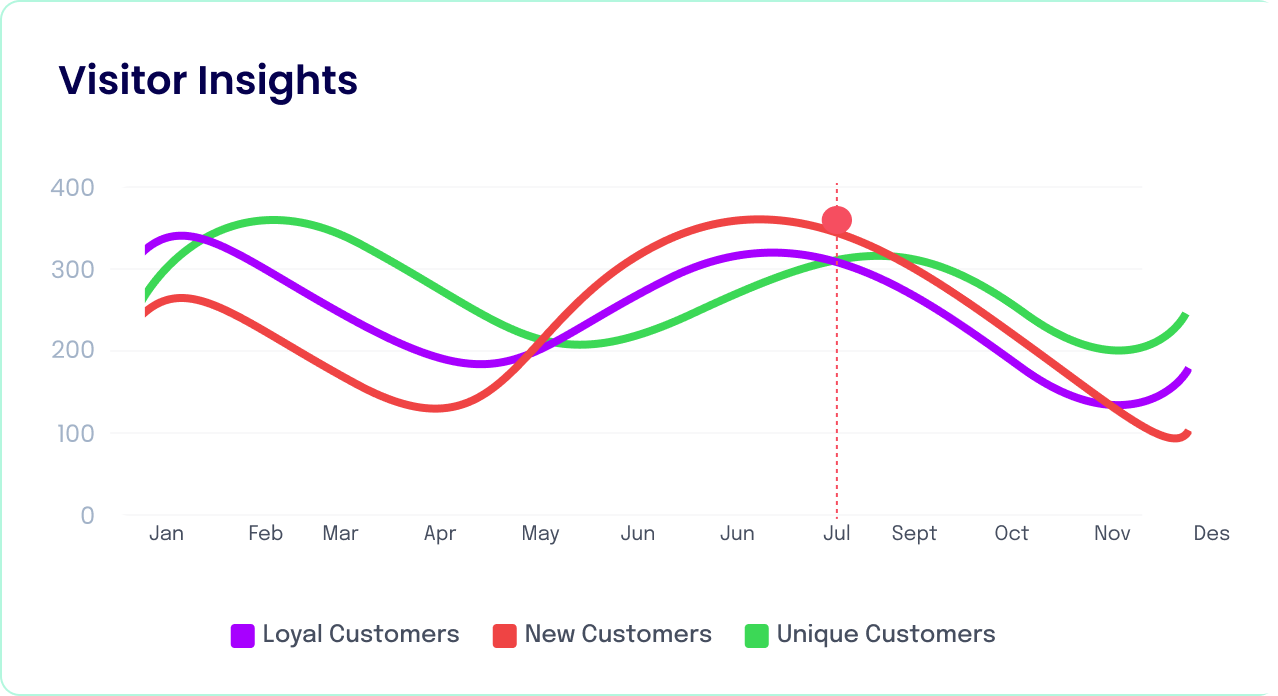 Visitor Insights
400
300
200
100
0
Jan Feb Mar Apr May Jun Jun Jul Sept Oct Nov Des
Loyal Customers New Customers Unique Customers